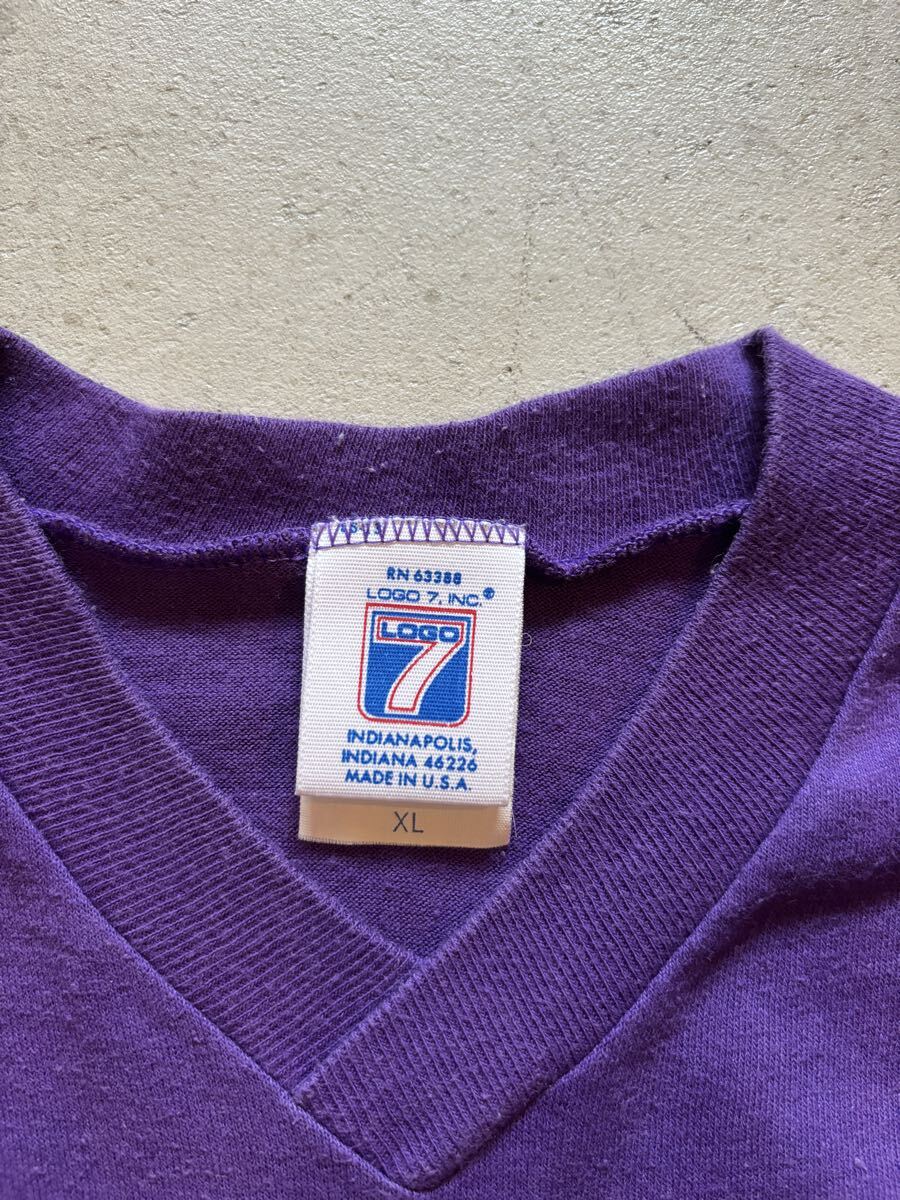 RN 63388
LOGO 7, INC.®
LOGO
7
INDIANAPOLIS,
INDIANA 46226
MADE IN U.S.A.
XL